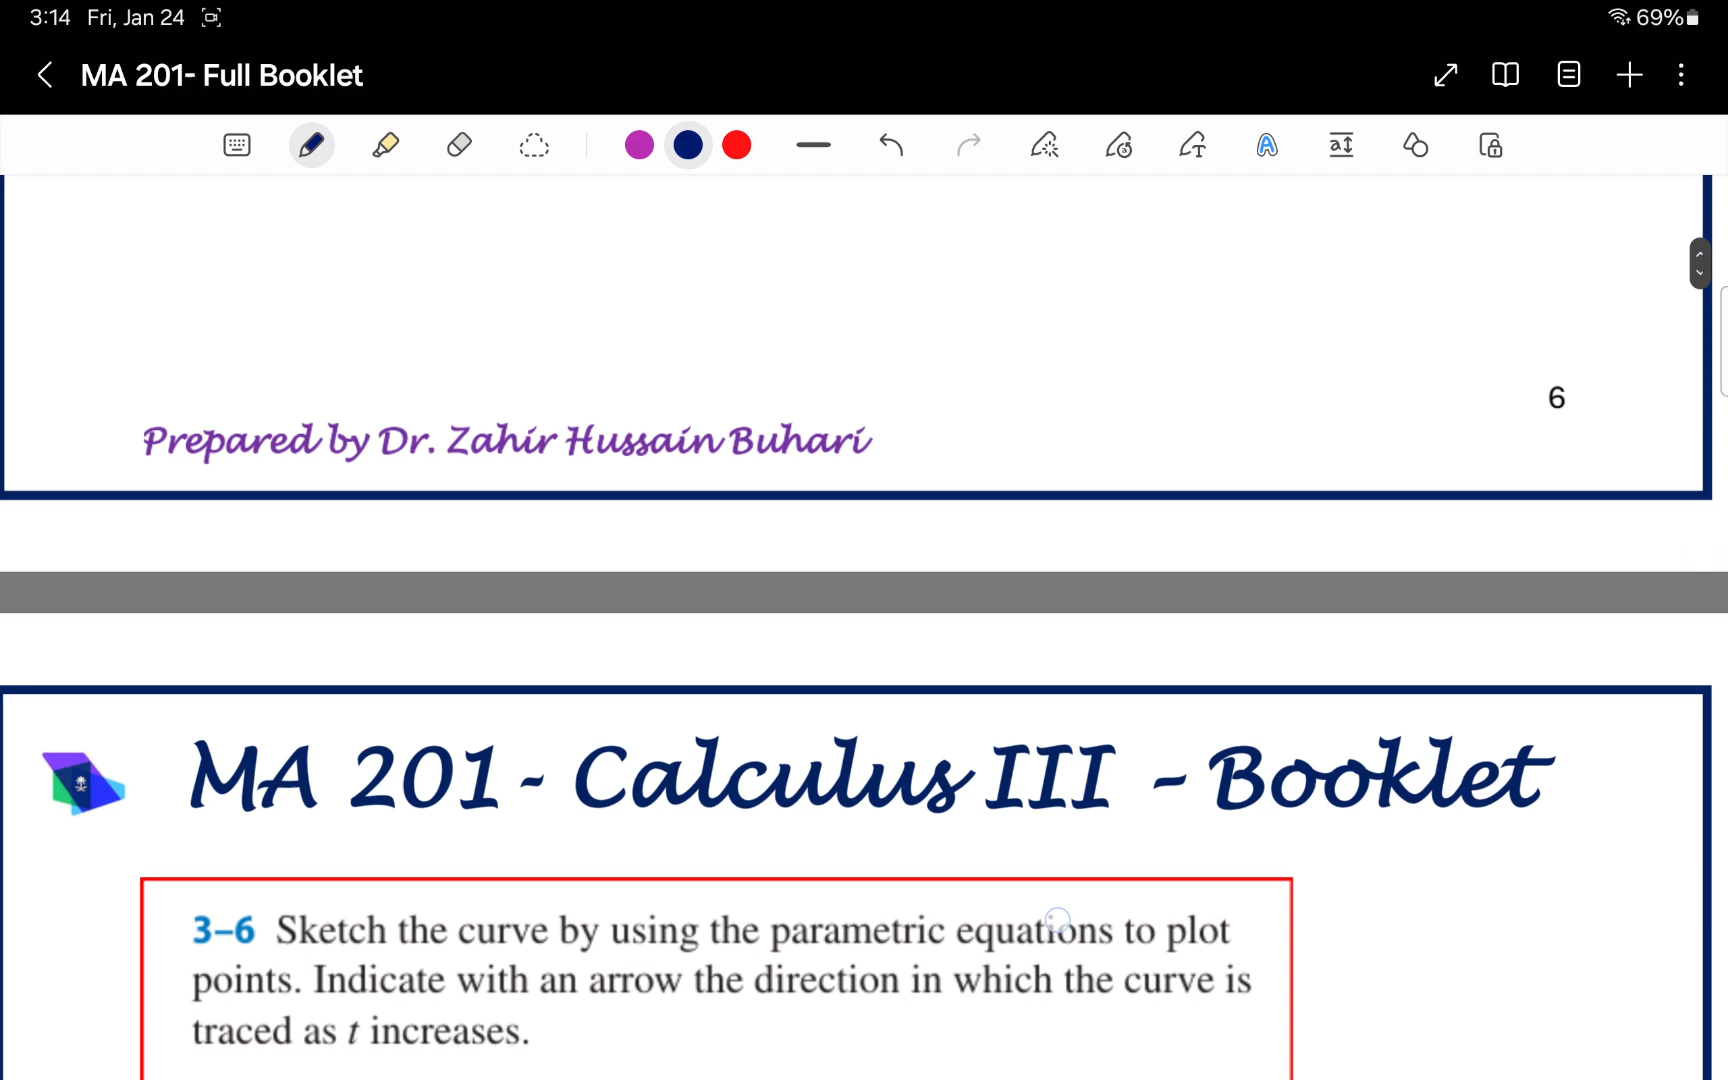 3:14 Fri, Jan 24 69%
MA 201- Full Booklet
6
Prepared by Dr. Zahir Hussain Buhari
MA 201- Calculus III - Booklet
3–6 Sketch the curve by using the parametric equations to plot
points. Indicate with an arrow the direction in which the curve is
traced as t increases.